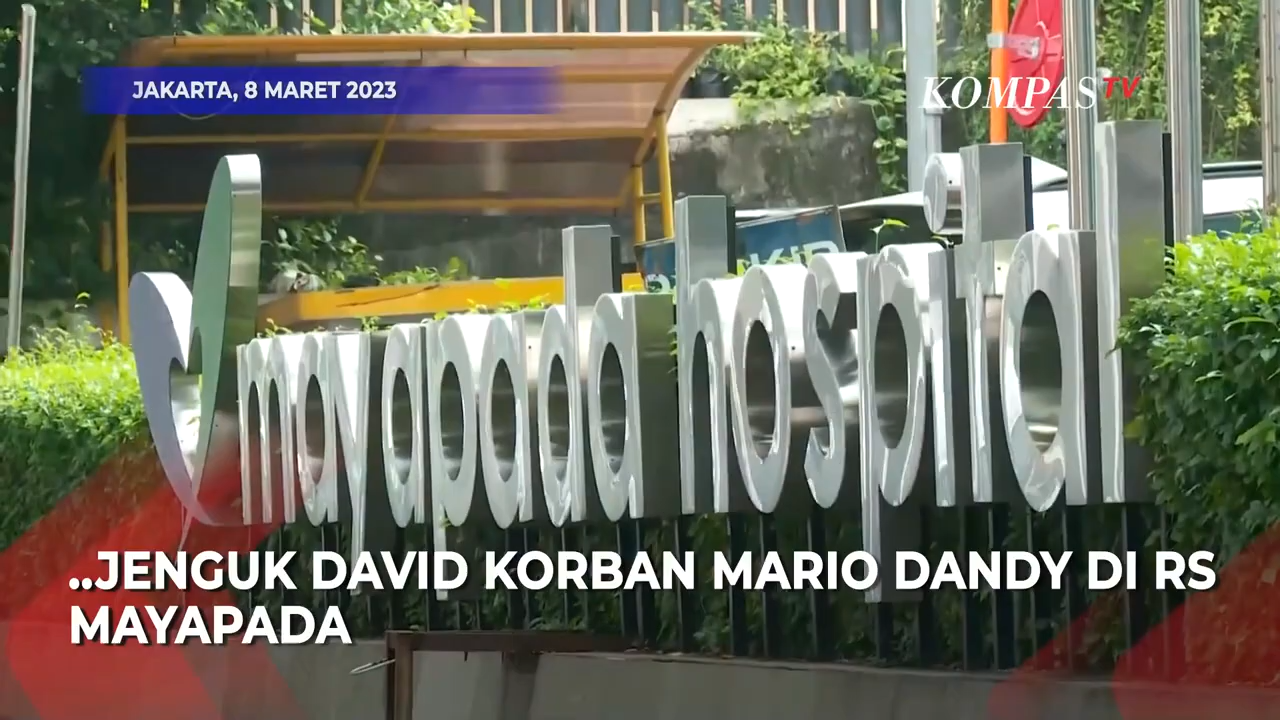 JAKARTA, 8 MARET 2023
KOMPASTV
mayapada hospital
..JENGUK DAVID KORBAN MARIO DANDY DI RS
MAYAPADA